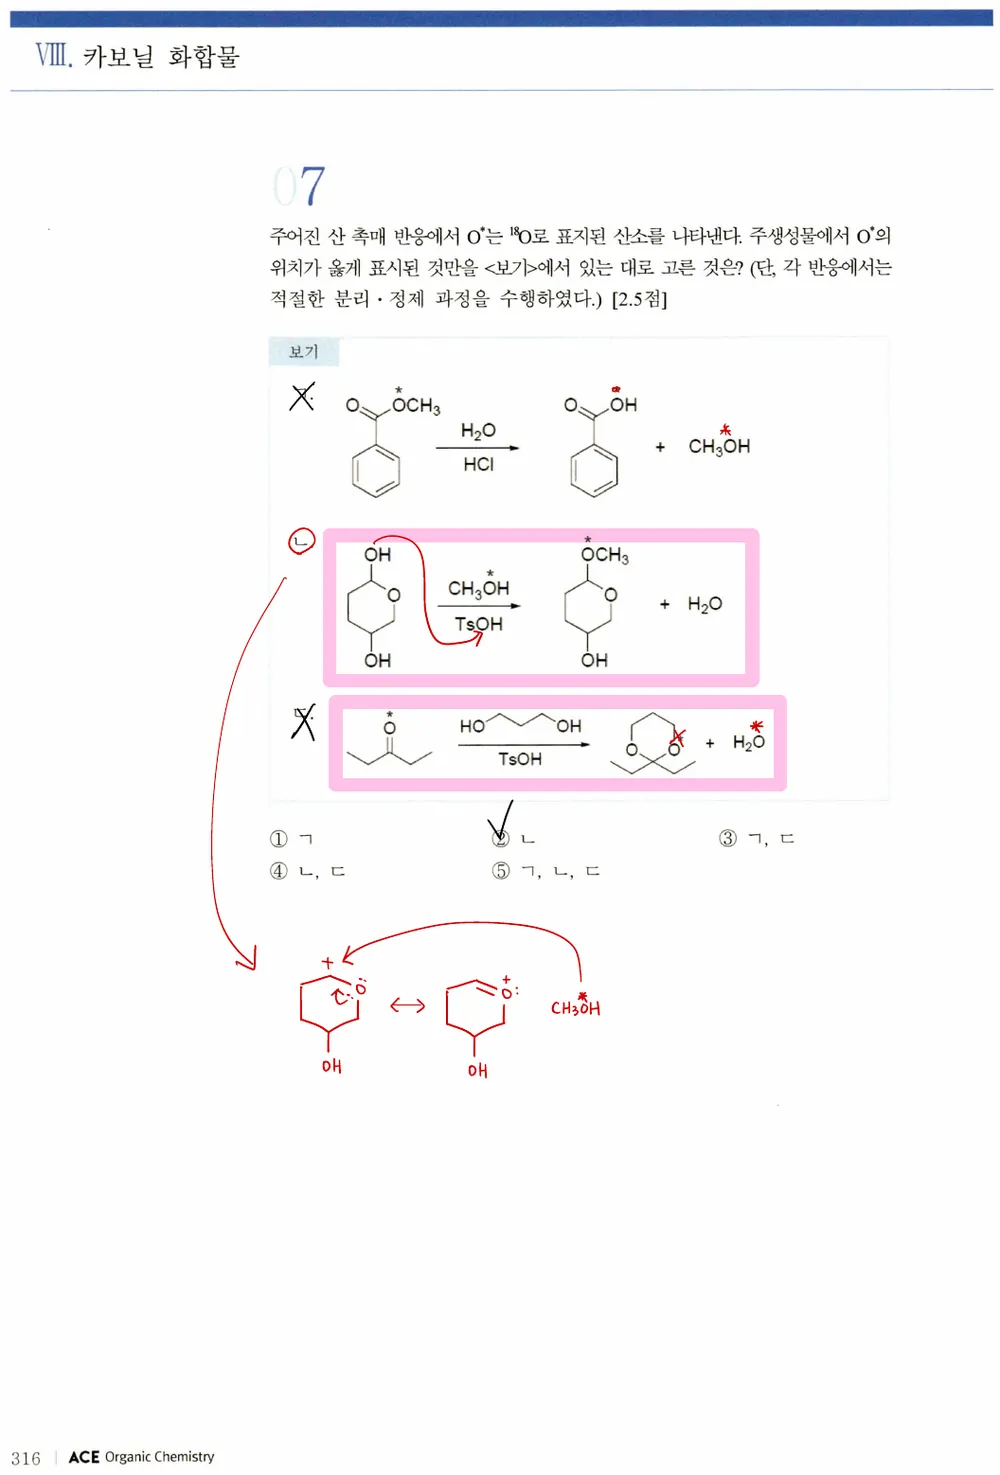 Ⅷ. 카보닐 화합물
07
주어진 산 촉매 반응에서 O*는 ¹⁸O로 표지된 산소를 나타낸다. 주생성물에서 O*의
위치가 옳게 표시된 것만을 <보기>에서 있는 대로 고른 것은? (단, 각 반응에서는
적절한 분리・정제 과정을 수행하였다.) [2.5점]
보기
O
*
OCH₃
H₂O
HCl
O
OH
+
*
CH₃OH
ㄴ
OH
O
OH
*
CH₃OH
TsOH
*
OCH₃
O
OH
+ H₂O
ㄷ.
*
O
HO OH
TsOH
O O
+
*
H₂O
① ㄱ ② ㄴ ③ ㄱ, ㄷ
④ ㄴ, ㄷ ⑤ ㄱ, ㄴ, ㄷ
+
O
OH
+
O
OH
*
CH₃OH
316 | ACE Organic Chemistry